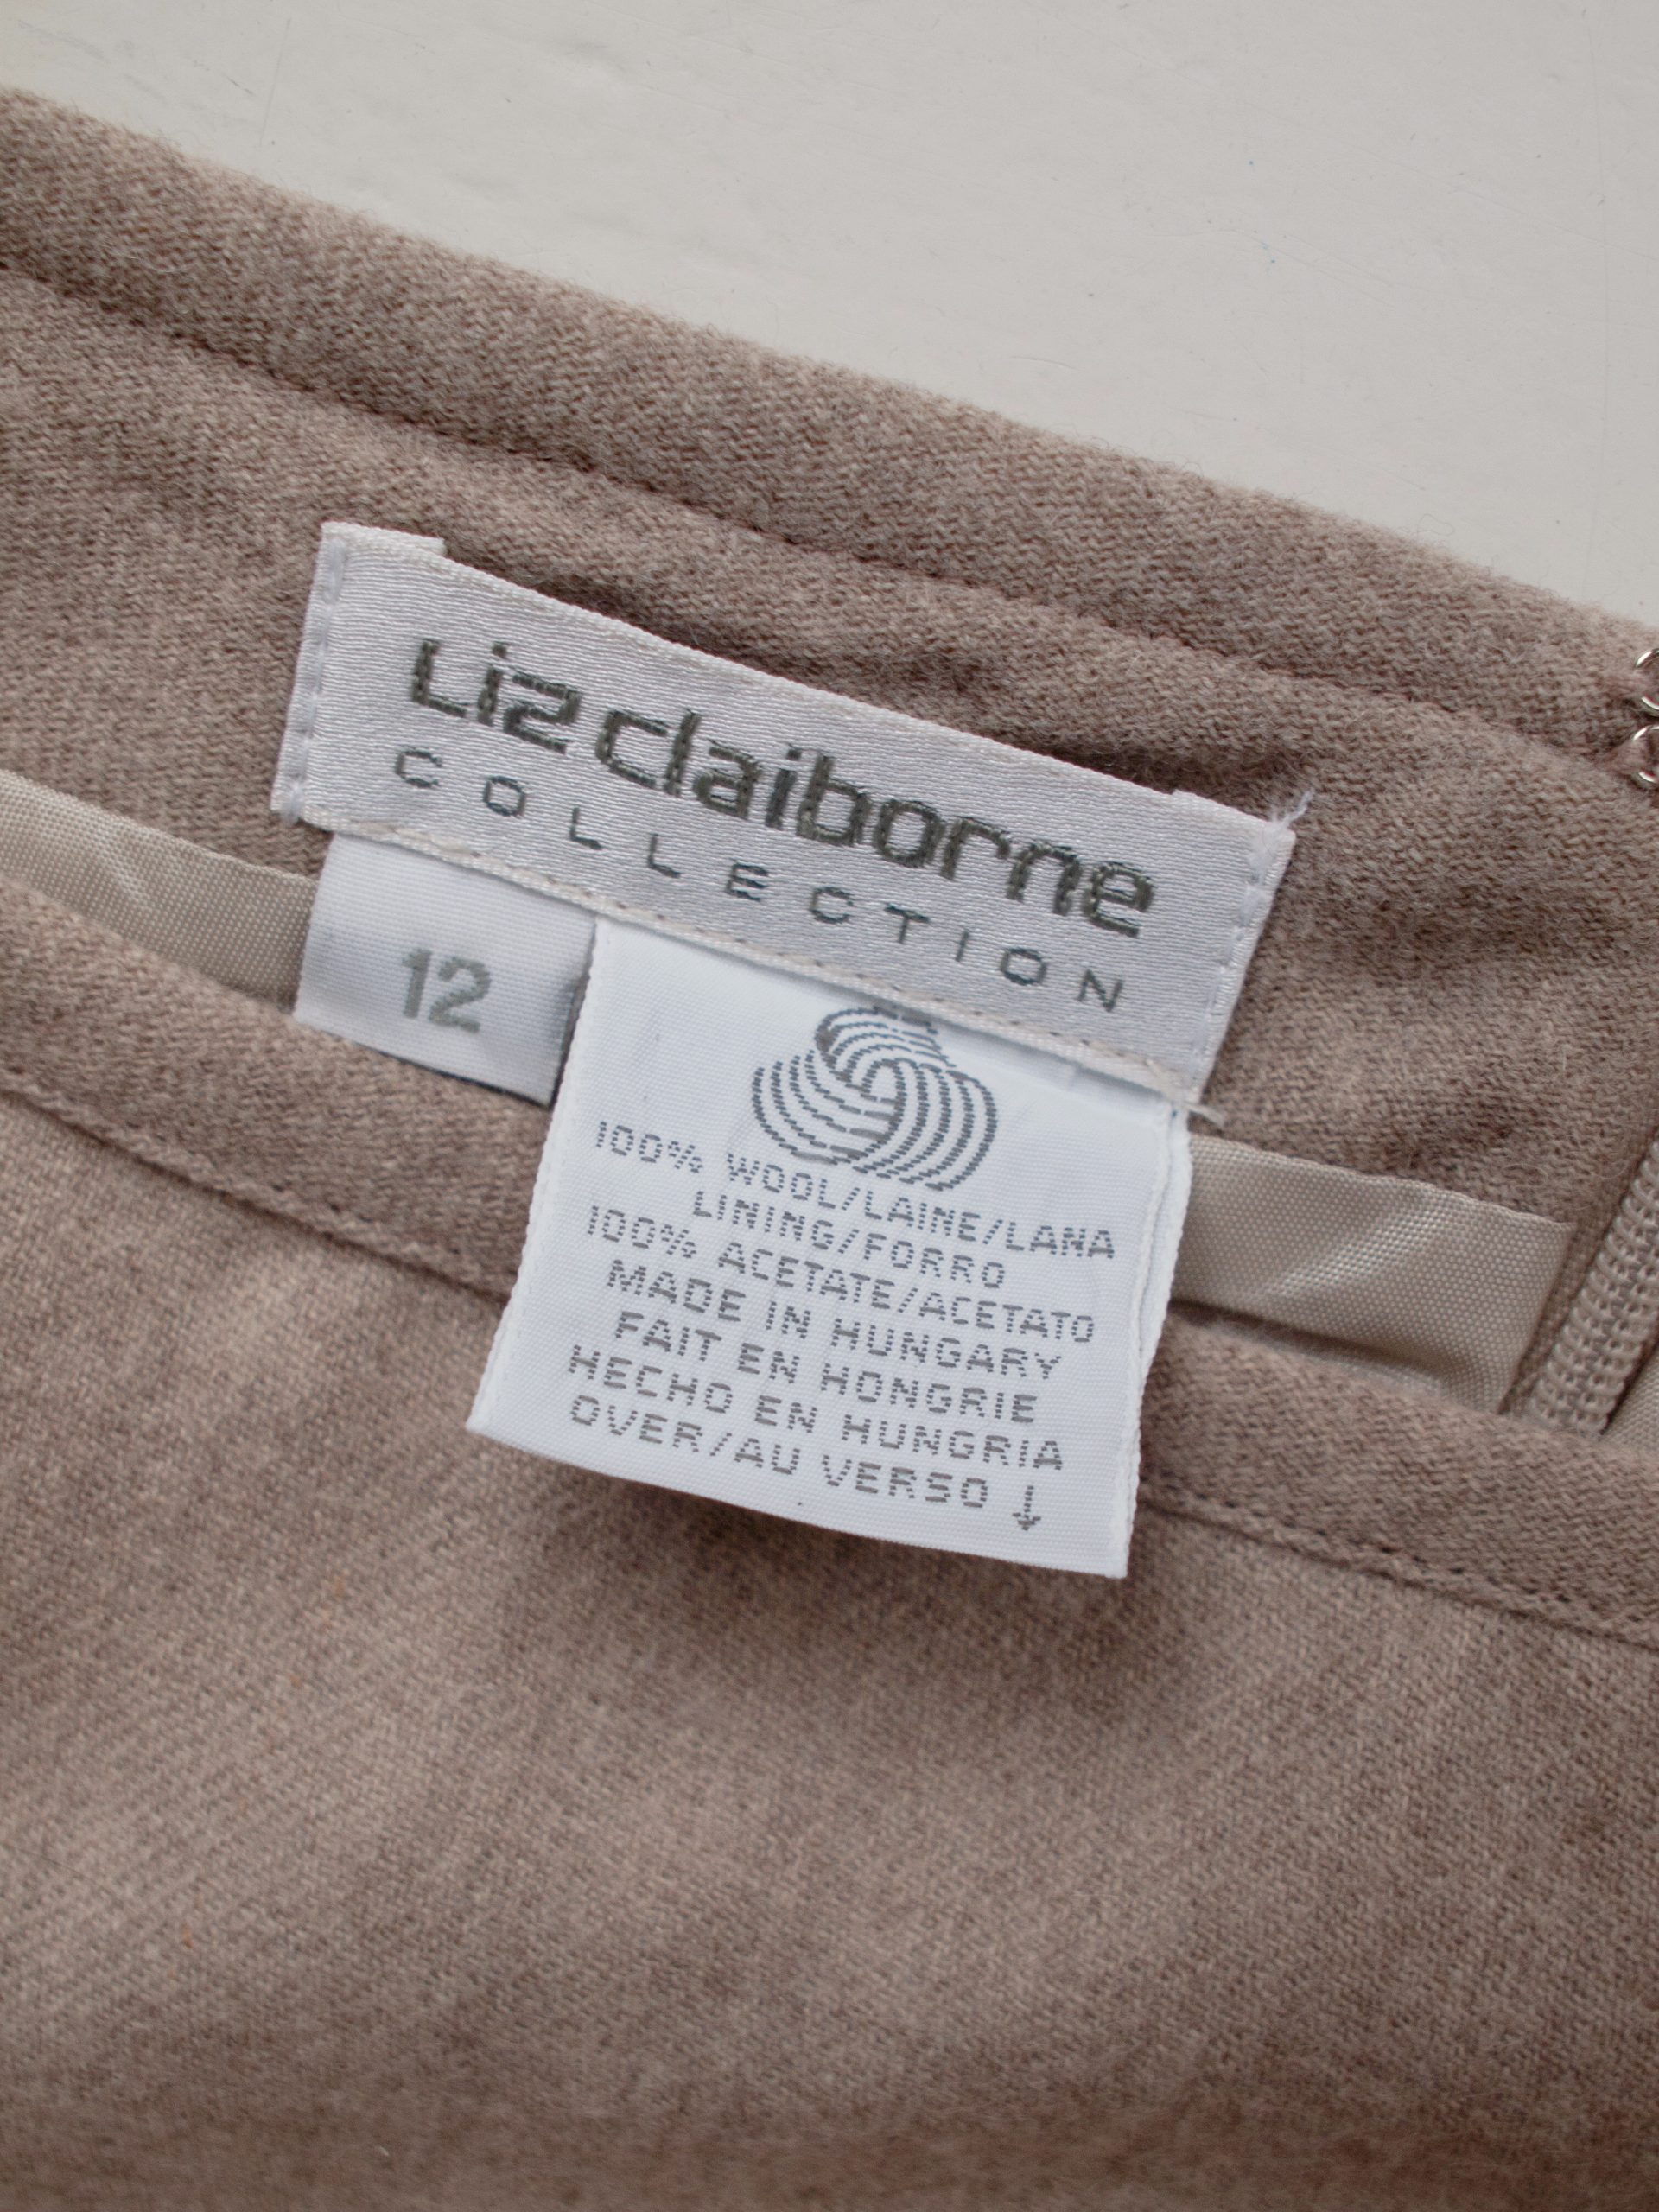 Liz claiborne
COLLECTION
12
100% WOOL/LAINE/LANA
LINING/FORRO
100% ACETATE/ACETATO
MADE IN HUNGARY
FAIT EN HONGRIE
HECHO EN HUNGRIA
OVER/AU VERSO ↓